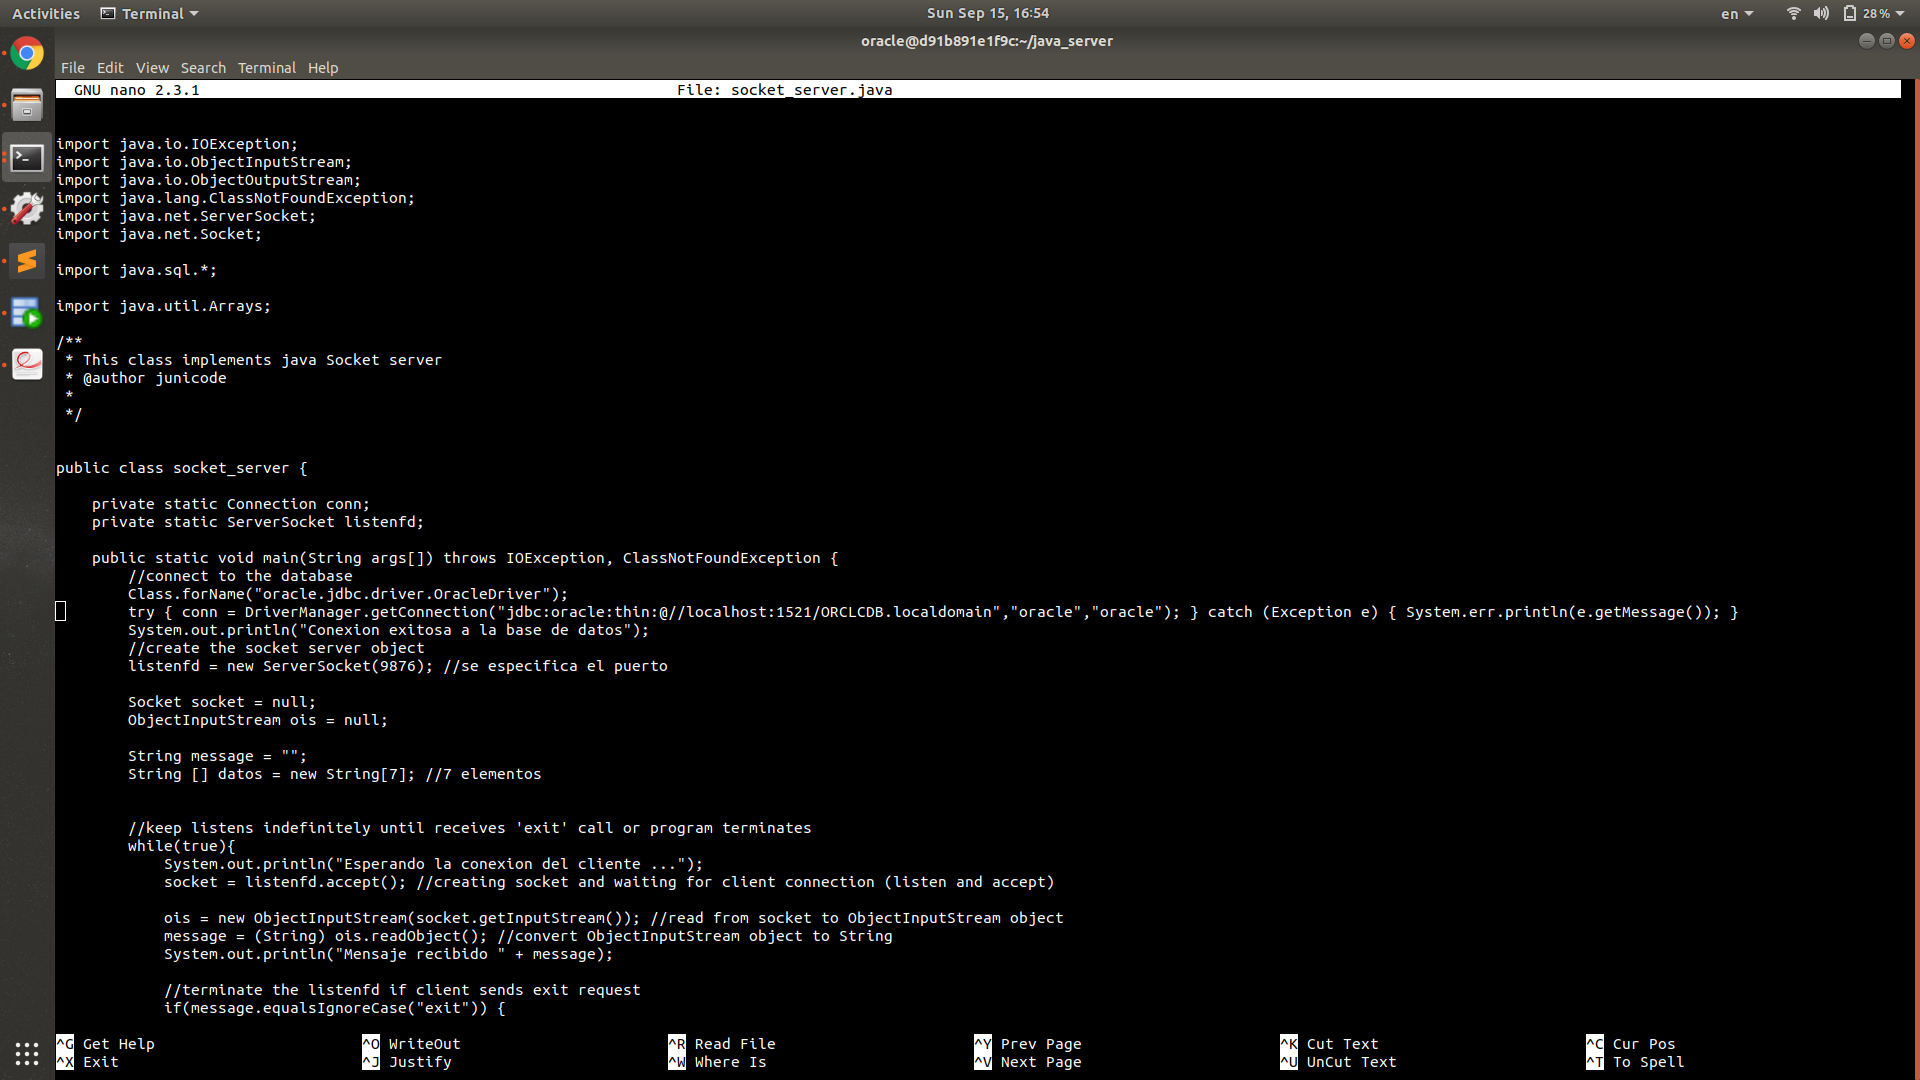 Activities Terminal Sun Sep 15, 16:54 en 28%
oracle@d91b891e1f9c:~/java_server
File Edit View Search Terminal Help
GNU nano 2.3.1 File: socket_server.java
import java.io.IOException;
import java.io.ObjectInputStream;
import java.io.ObjectOutputStream;
import java.lang.ClassNotFoundException;
import java.net.ServerSocket;
import java.net.Socket;
import java.sql.*;
import java.util.Arrays;
/**
 * This class implements java Socket server
 * @author junicode
 *
 */
public class socket_server {
    private static Connection conn;
    private static ServerSocket listenfd;
    public static void main(String args[]) throws IOException, ClassNotFoundException {
        //connect to the database
        Class.forName("oracle.jdbc.driver.OracleDriver");
        try { conn = DriverManager.getConnection("jdbc:oracle:thin:@//localhost:1521/ORCLCDB.localdomain","oracle","oracle"); } catch (Exception e) { System.err.println(e.getMessage()); }
        System.out.println("Conexion exitosa a la base de datos");
        //create the socket server object
        listenfd = new ServerSocket(9876); //se especifica el puerto
        Socket socket = null;
        ObjectInputStream ois = null;
        String message = "";
        String [] datos = new String[7]; //7 elementos
        //keep listens indefinitely until receives 'exit' call or program terminates
        while(true){
            System.out.println("Esperando la conexion del cliente ...");
            socket = listenfd.accept(); //creating socket and waiting for client connection (listen and accept)
            ois = new ObjectInputStream(socket.getInputStream()); //read from socket to ObjectInputStream object
            message = (String) ois.readObject(); //convert ObjectInputStream object to String
            System.out.println("Mensaje recibido " + message);
            //terminate the listenfd if client sends exit request
            if(message.equalsIgnoreCase("exit")) {
^G Get Help ^O WriteOut ^R Read File ^Y Prev Page ^K Cut Text ^C Cur Pos
^X Exit ^J Justify ^W Where Is ^V Next Page ^U UnCut Text ^T To Spell